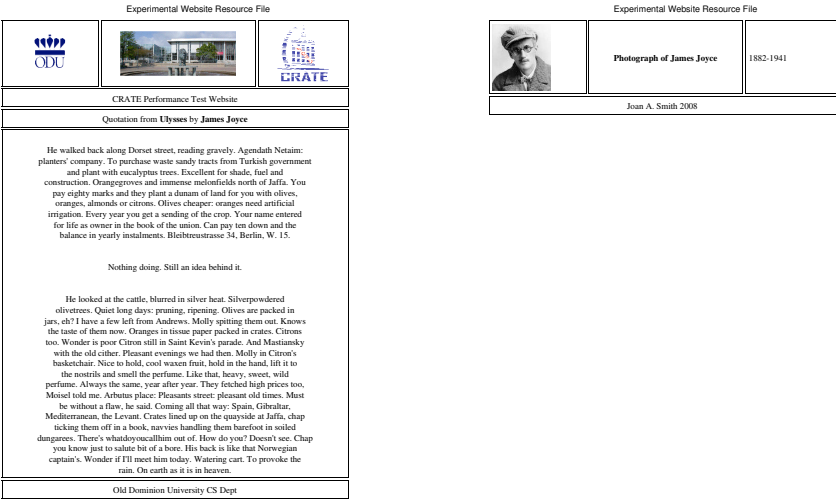 Experimental Website Resource File
ODU
CRATE
CRATE Performance Test Website
Quotation from Ulysses by James Joyce
He walked back along Dorset street, reading gravely. Agendath Netaim:
planters' company. To purchase waste sandy tracts from Turkish government
and plant with eucalyptus trees. Excellent for shade, fuel and
construction. Orangegroves and immense melonfields north of Jaffa. You
pay eighty marks and they plant a dunam of land for you with olives,
oranges, almonds or citrons. Olives cheaper: oranges need artificial
irrigation. Every year you get a sending of the crop. Your name entered
for life as owner in the book of the union. Can pay ten down and the
balance in yearly instalments. Bleibtreustrasse 34, Berlin, W. 15.
Nothing doing. Still an idea behind it.
He looked at the cattle, blurred in silver heat. Silverpowdered
olivetrees. Quiet long days: pruning, ripening. Olives are packed in
jars, eh? I have a few left from Andrews. Molly spitting them out. Knows
the taste of them now. Oranges in tissue paper packed in crates. Citrons
too. Wonder is poor Citron still in Saint Kevin's parade. And Mastiansky
with the old cither. Pleasant evenings we had then. Molly in Citron's
basketchair. Nice to hold, cool waxen fruit, hold in the hand, lift it to
the nostrils and smell the perfume. Like that, heavy, sweet, wild
perfume. Always the same, year after year. They fetched high prices too,
Moisel told me. Arbutus place: Pleasants street: pleasant old times. Must
be without a flaw, he said. Coming all that way: Spain, Gibraltar,
Mediterranean, the Levant. Crates lined up on the quayside at Jaffa, chap
ticking them off in a book, navvies handling them barefoot in soiled
dungarees. There's whatdoyoucallhim out of. How do you? Doesn't see. Chap
you know just to salute bit of a bore. His back is like that Norwegian
captain's. Wonder if I'll meet him today. Watering cart. To provoke the
rain. On earth as it is in heaven.
Old Dominion University CS Dept
Experimental Website Resource File
Photograph of James Joyce
1882-1941
Joan A. Smith 2008